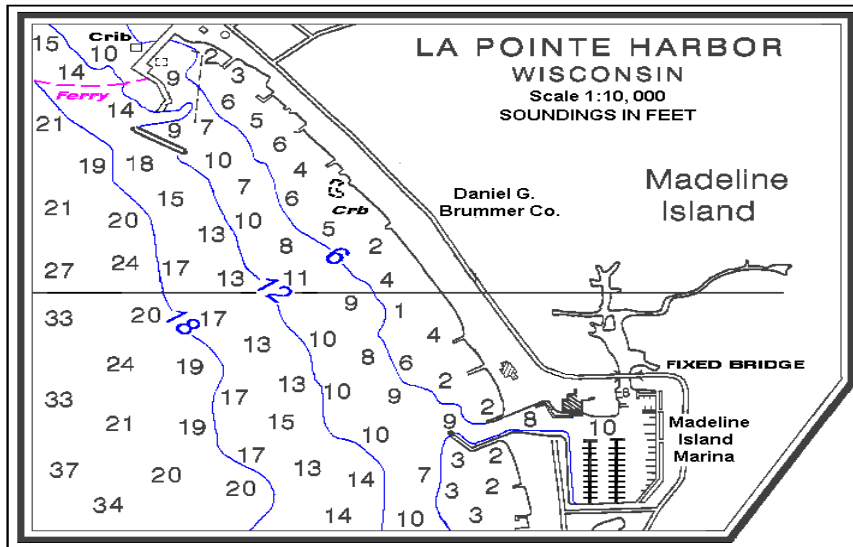 Crib
15 10 2 LA POINTE HARBOR
14 9 3 WISCONSIN
Ferry Scale 1:10, 000
14 6 SOUNDINGS IN FEET
21 9 7 5
6
19 18 10 4
7 Madeline
15 6 Daniel G.
21 Crb Brummer Co. Island
20 10
13 5
8 2
6
27 24 17
13 11 4
12
9 1
33 20 18 17
4
13 10
24 19 8 6 FIXED BRIDGE
13 10 2
33 17 9 8
2
21 19 15 9 8 10 Madeline
10 Island
17 3 2 Marina
37 20 13 14 7
20 3 2
34
14 10 3